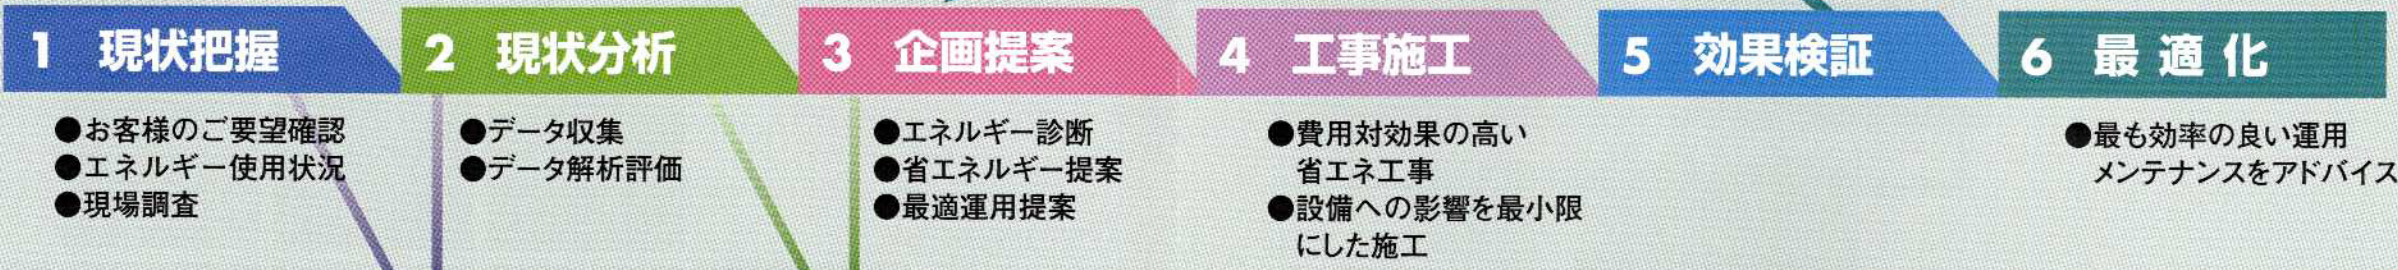 1 現状把握
●お客様のご要望確認
●エネルギー使用状況
●現場調査
2 現状分析
●データ収集
●データ解析評価
3 企画提案
●エネルギー診断
●省エネルギー提案
●最適運用提案
4 工事施工
●費用対効果の高い
省エネ工事
●設備への影響を最小限
にした施工
5 効果検証
6 最適化
●最も効率の良い運用
メンテナンスをアドバイス